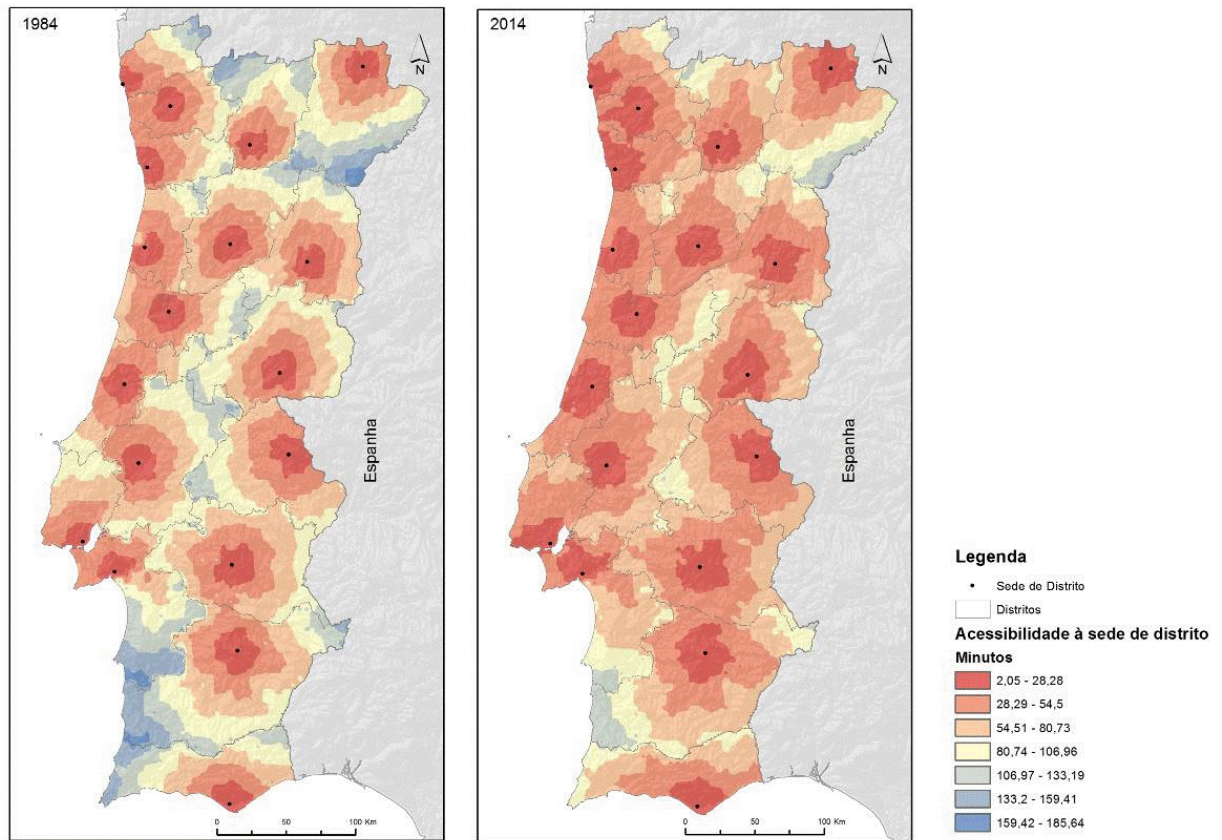 1984
N
Espanha
0 50 100 Km
2014
N
Espanha
0 50 100 Km
Legenda
Sede de Distrito
Distritos
Acessibilidade à sede de distrito
Minutos
2,05 - 28,28
28,29 - 54,5
54,51 - 80,73
80,74 - 106,96
106,97 - 133,19
133,2 - 159,41
159,42 - 185,64